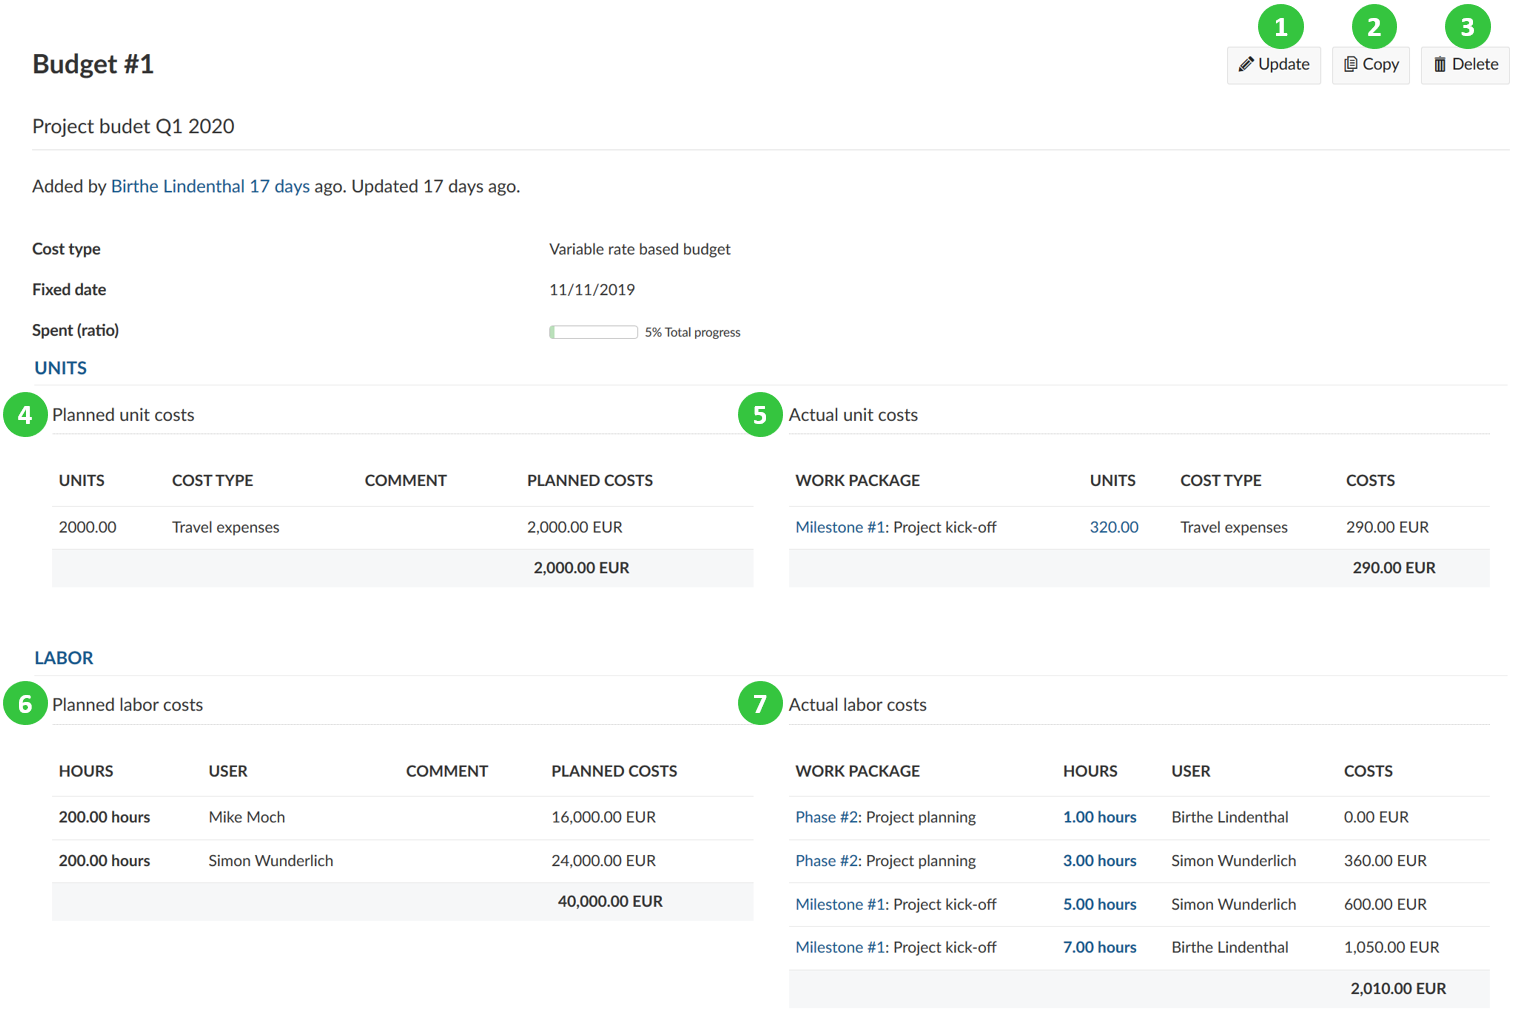 1 2 3
Budget #1 Update Copy Delete
Project budet Q1 2020
Added by Birthe Lindenthal 17 days ago. Updated 17 days ago.
Cost type Variable rate based budget
Fixed date 11/11/2019
Spent (ratio) 5% Total progress
UNITS
4 Planned unit costs
UNITS COST TYPE COMMENT PLANNED COSTS
2000.00 Travel expenses 2,000.00 EUR
2,000.00 EUR
5 Actual unit costs
WORK PACKAGE UNITS COST TYPE COSTS
Milestone #1: Project kick-off 320.00 Travel expenses 290.00 EUR
290.00 EUR
LABOR
6 Planned labor costs
HOURS USER COMMENT PLANNED COSTS
200.00 hours Mike Moch 16,000.00 EUR
200.00 hours Simon Wunderlich 24,000.00 EUR
40,000.00 EUR
7 Actual labor costs
WORK PACKAGE HOURS USER COSTS
Phase #2: Project planning 1.00 hours Birthe Lindenthal 0.00 EUR
Phase #2: Project planning 3.00 hours Simon Wunderlich 360.00 EUR
Milestone #1: Project kick-off 5.00 hours Simon Wunderlich 600.00 EUR
Milestone #1: Project kick-off 7.00 hours Birthe Lindenthal 1,050.00 EUR
2,010.00 EUR